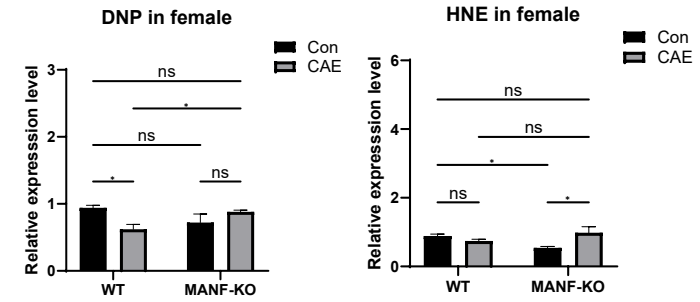 DNP in female
Con
CAE
Relative expresssion level
3
2
1
0
ns
*
ns
*
ns
WT
MANF-KO
HNE in female
Con
CAE
Relative expresssion level
6
4
2
0
ns
ns
*
ns
*
WT
MANF-KO